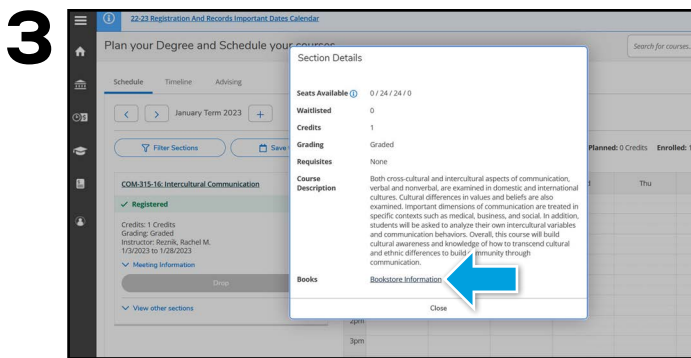 3
22-23 Registration And Records Important Dates Calendar
Plan your Degree and Schedule your courses
Search for courses.
Schedule Timeline Advising
January Term 2023
Filter Sections Save
Planned: 0 Credits Enrolled: 1
COM-315-16: Intercultural Communication
Registered
Credits: 1 Credits
Grading: Graded
Instructor: Reznik, Rachel M.
1/3/2023 to 1/28/2023
Meeting Information
Drop
View other sections
Thu
2pm
3pm
Section Details
Seats Available 0 / 24 / 24 / 0
Waitlisted 0
Credits 1
Grading Graded
Requisites None
Course Description
Both cross-cultural and intercultural aspects of communication,
verbal and nonverbal, are examined in domestic and international
cultures. Cultural differences in values and beliefs are also
examined. Important dimensions of communication are treated in
specific contexts such as medical, business, and social. In addition,
students will be asked to analyze their own intercultural variables
and communication behaviors. Overall, this course will build
cultural awareness and knowledge of how to transcend cultural
and ethnic differences to build community through
communication.
Books Bookstore Information
Close